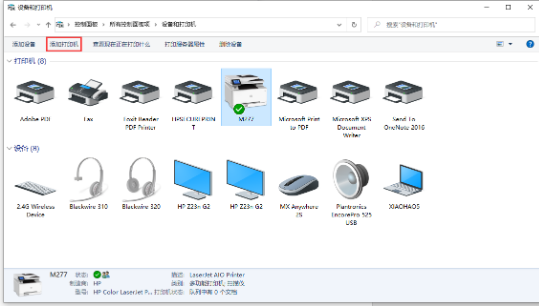 设备和打印机
控制面板 › 所有控制面板项 › 设备和打印机
搜索"设备和打印机"
添加设备 添加打印机 查看现在正在打印什么 打印服务器属性 删除设备
打印机 (8)
Adobe PDF
Fax
Foxit Reader
PDF Printer
HPSECUREPRIN
T
M277
Microsoft Print
to PDF
Microsoft XPS
Document
Writer
Send To
OneNote 2016
设备 (8)
2.4G Wireless
Device
Blackwire 310
Blackwire 320
HP Z23n G2
HP Z23n G2
MX Anywhere
Plantronics
EncorePro 525
USB
XIAOHAO5
M277
状态:
描述: LaserJet AIO Printer
制造商: HP
类别: 多功能打印机; 扫描仪
型号: HP Color LaserJet P...
打印机状态: 队列中有 0 个文档